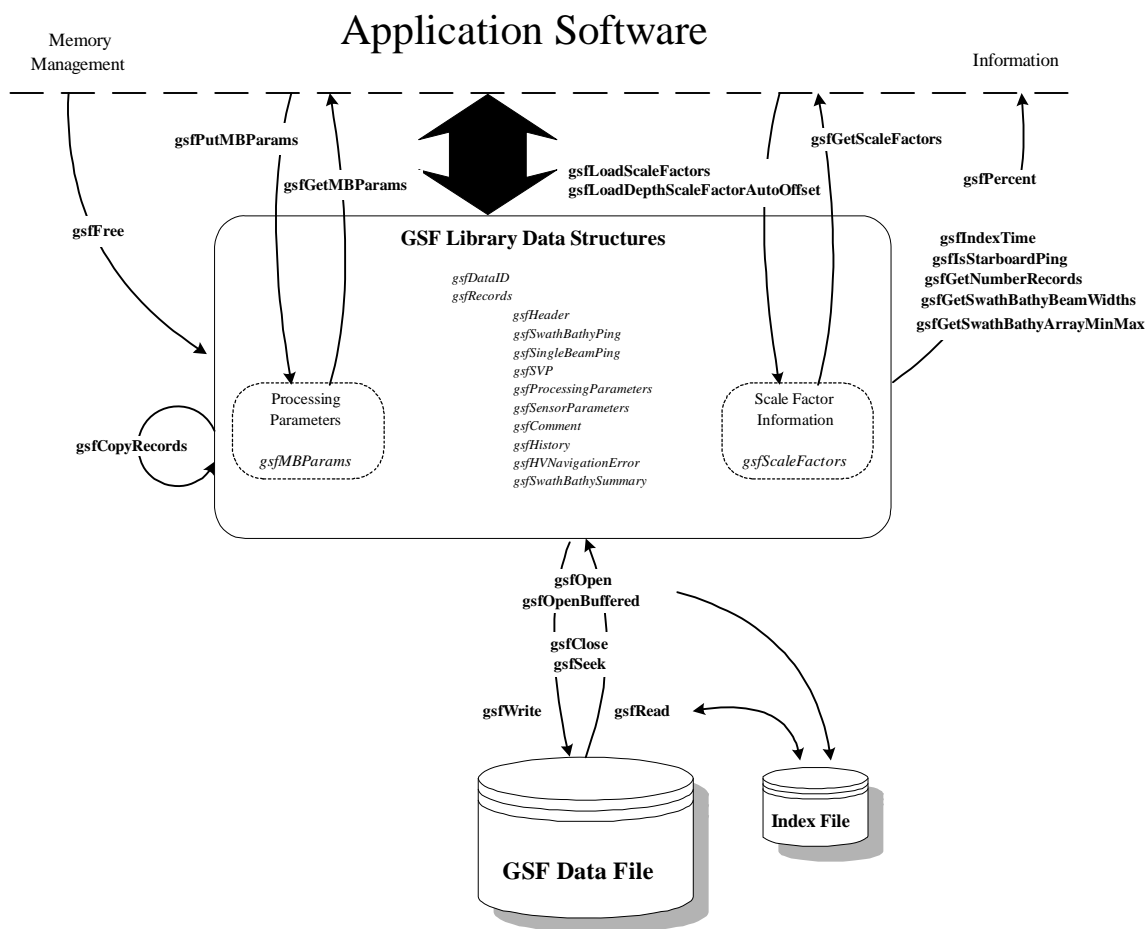 Application Software
Memory
Management
Information
gsfPutMBParams
gsfGetMBParams
gsfGetScaleFactors
gsfLoadScaleFactors
gsfLoadDepthScaleFactorAutoOffset
gsfPercent
gsfFree
GSF Library Data Structures
gsfIndexTime
gsfIsStarboardPing
gsfGetNumberRecords
gsfGetSwathBathyBeamWidths
gsfGetSwathBathyArrayMinMax
gsfDataID
gsfRecords
gsfHeader
gsfSwathBathyPing
gsfSingleBeamPing
gsfSVP
gsfProcessingParameters
gsfSensorParameters
gsfComment
gsfHistory
gsfHVNavigationError
gsfSwathBathySummary
Processing
Parameters
gsfMBParams
Scale Factor
Information
gsfScaleFactors
gsfCopyRecords
gsfOpen
gsfOpenBuffered
gsfClose
gsfSeek
gsfWrite
gsfRead
GSF Data File
Index File